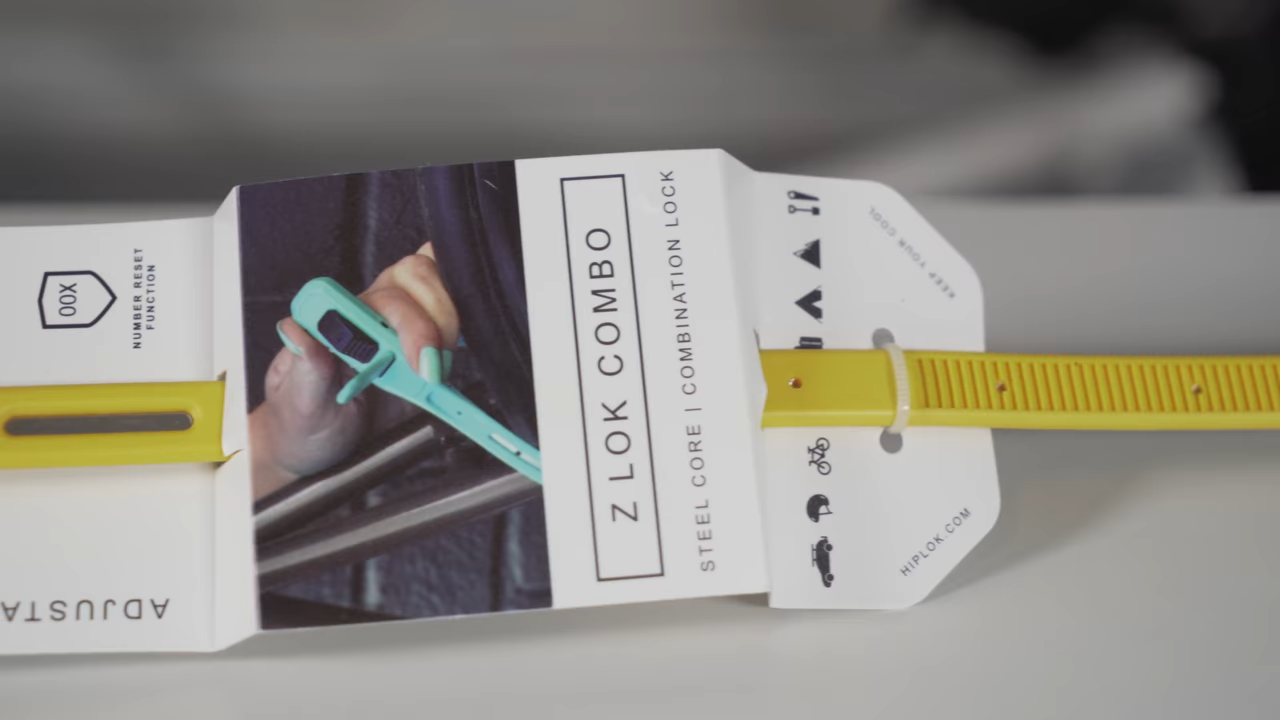 00X
NUMBER RESET
FUNCTION
ADJUSTA
Z LOK COMBO
STEEL CORE | COMBINATION LOCK
KEEP YOUR COOL
HIPLOK.COM